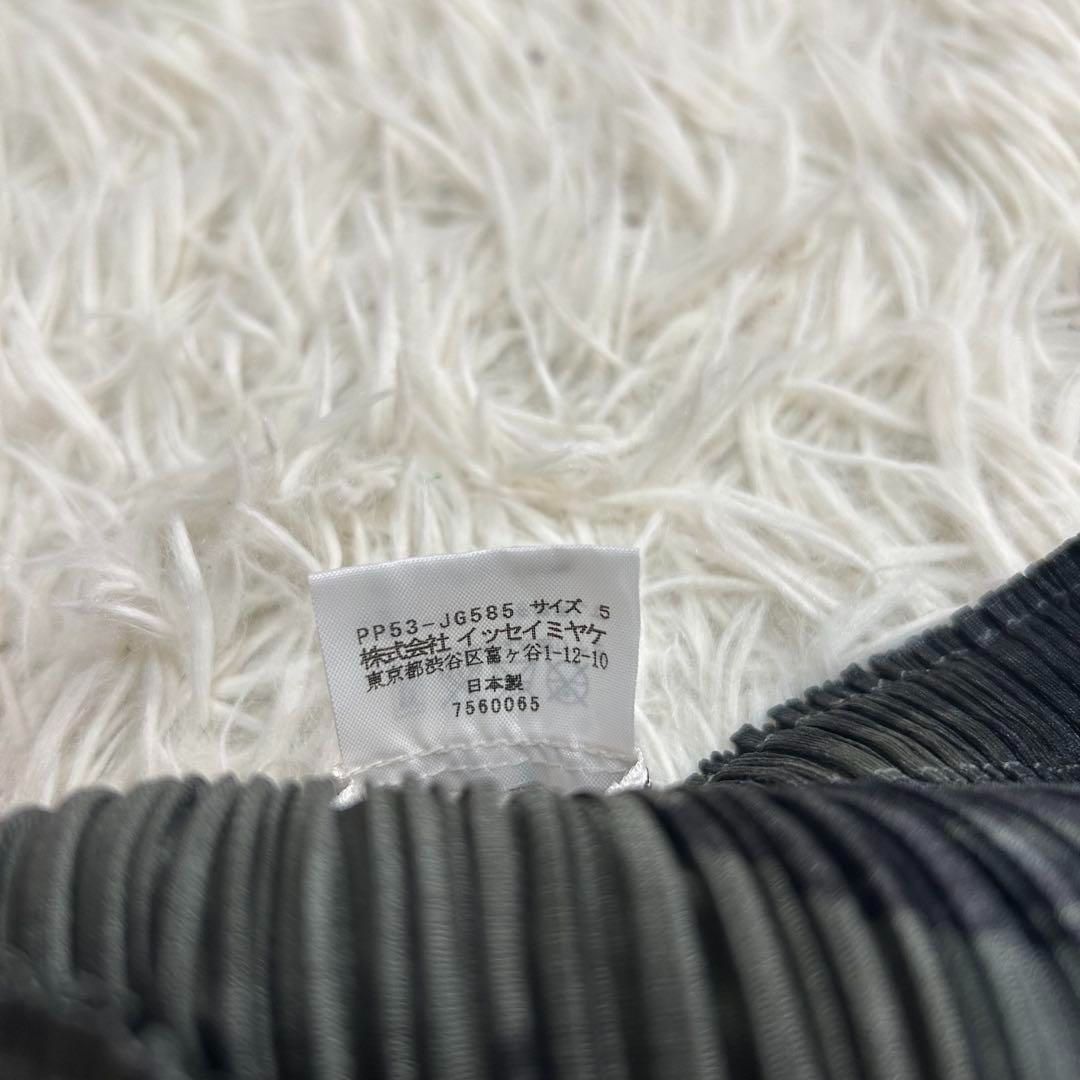 PP53-JG585 サイズ 5
株式会社 イッセイミヤケ
東京都渋谷区富ヶ谷1-12-10
日本製
7560065